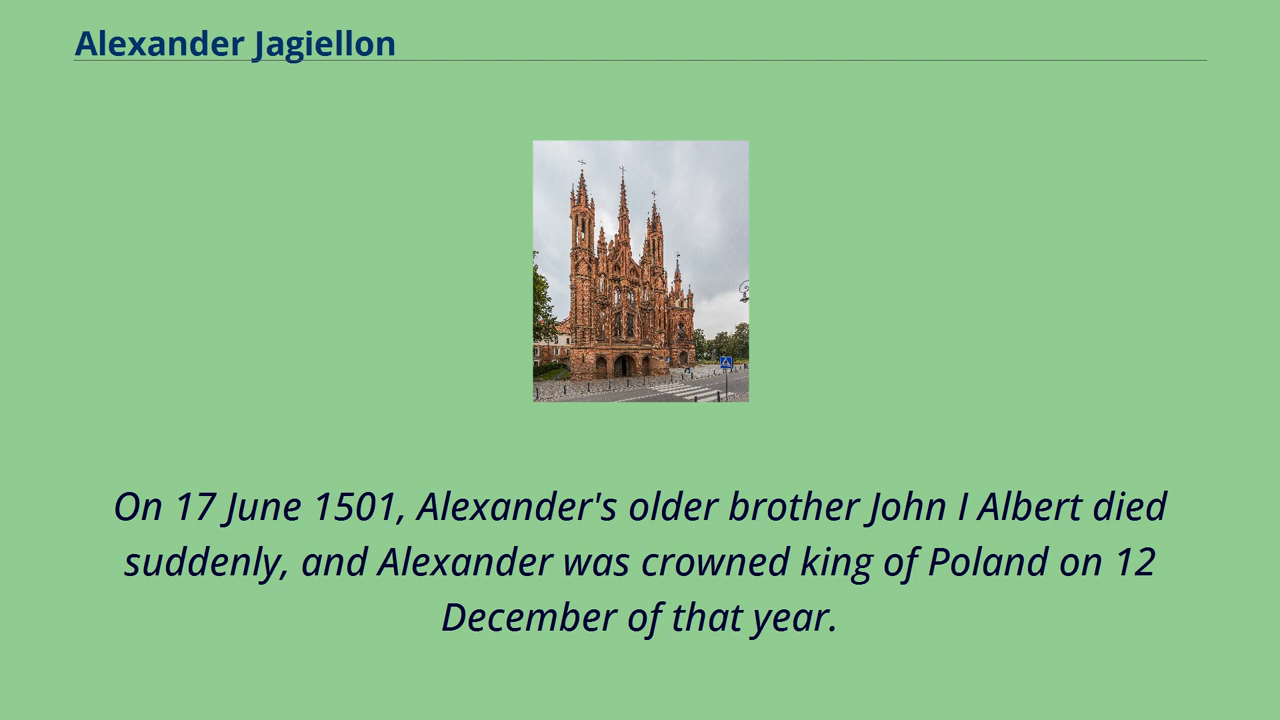 Alexander Jagiellon
On 17 June 1501, Alexander's older brother John I Albert died
suddenly, and Alexander was crowned king of Poland on 12
December of that year.